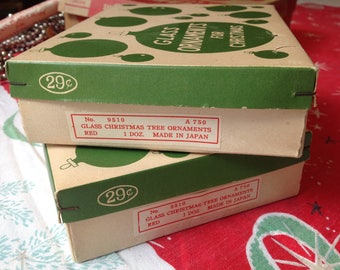 GLASS
ORNAMENTS
FOR
CHRISTMAS
29¢
No. 9510 A 750
GLASS CHRISTMAS TREE ORNAMENTS
RED 1 DOZ. MADE IN JAPAN
29¢
No. 9510 A 750
GLASS CHRISTMAS TREE ORNAMENTS
RED 1 DOZ. MADE IN JAPAN